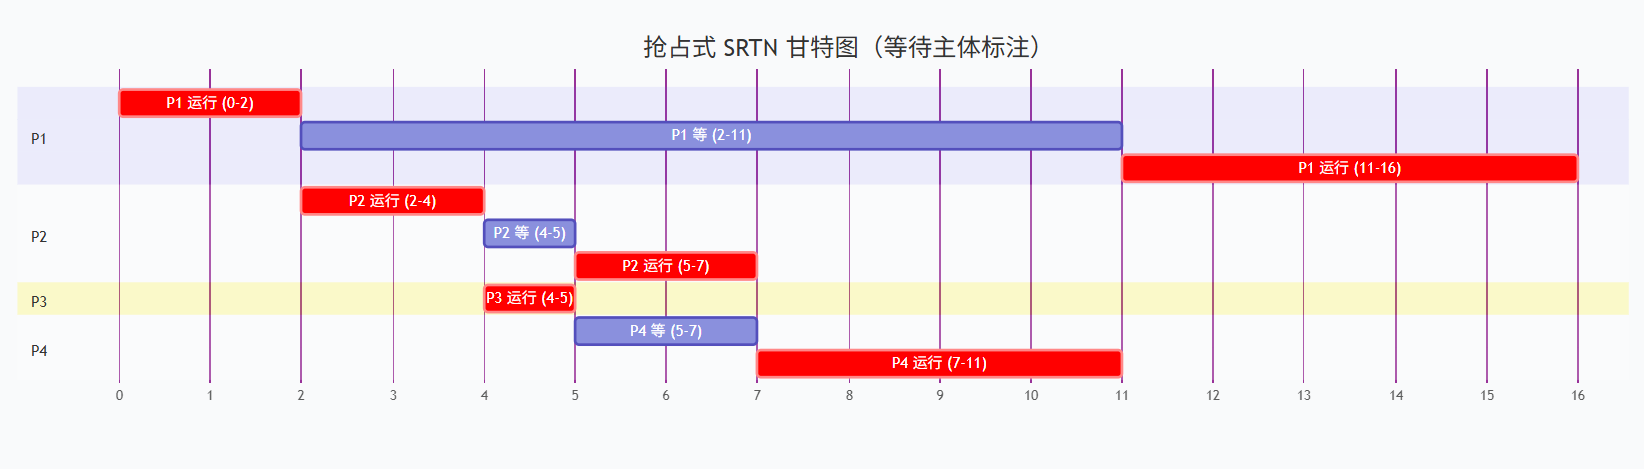 抢占式 SRTN 甘特图（等待主体标注）
P1 运行 (0-2)
P1 等 (2-11)
P1
P1 运行 (11-16)
P2 运行 (2-4)
P2 等 (4-5)
P2
P2 运行 (5-7)
P3 运行 (4-5)
P3
P4 等 (5-7)
P4
P4 运行 (7-11)
0 1 2 3 4 5 6 7 8 9 10 11 12 13 14 15 16